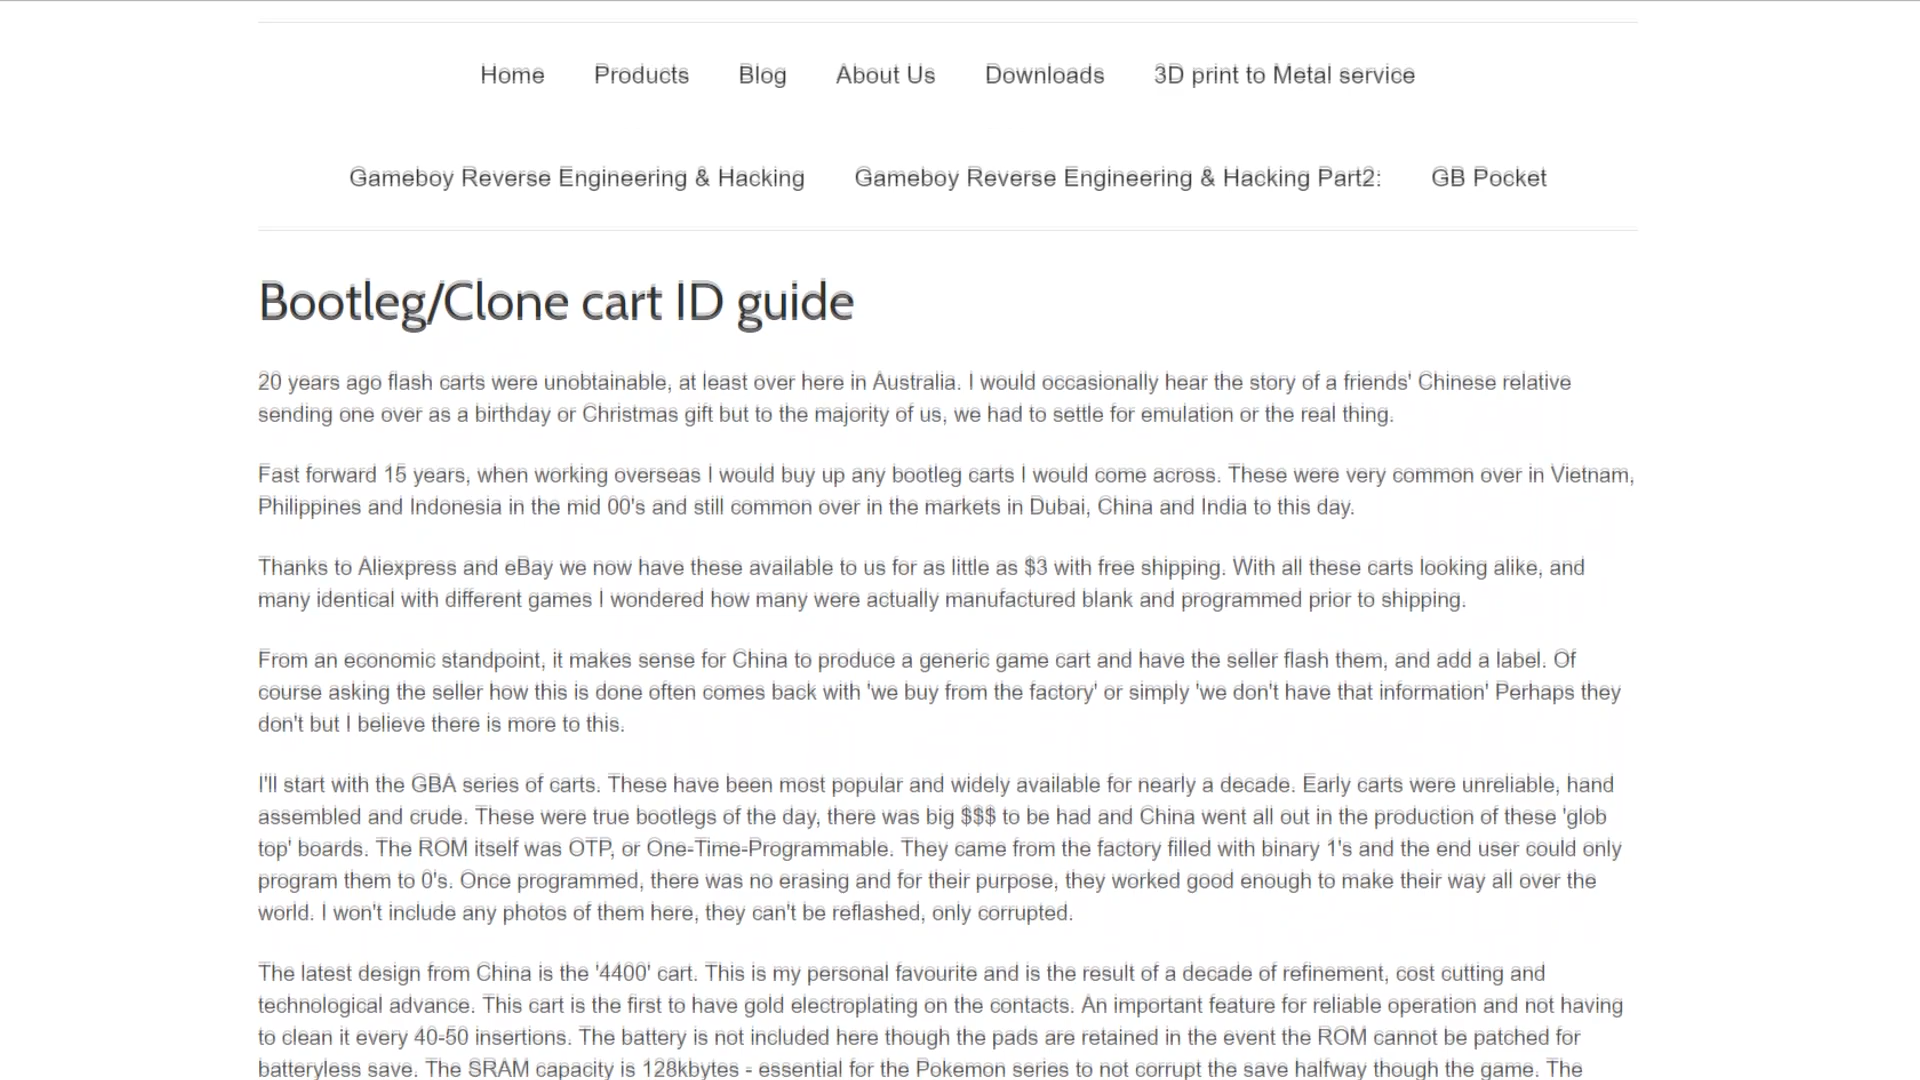 Home Products Blog About Us Downloads 3D print to Metal service
Gameboy Reverse Engineering & Hacking Gameboy Reverse Engineering & Hacking Part2: GB Pocket
Bootleg/Clone cart ID guide
20 years ago flash carts were unobtainable, at least over here in Australia. I would occasionally hear the story of a friends' Chinese relative
sending one over as a birthday or Christmas gift but to the majority of us, we had to settle for emulation or the real thing.
Fast forward 15 years, when working overseas I would buy up any bootleg carts I would come across. These were very common over in Vietnam,
Philippines and Indonesia in the mid 00's and still common over in the markets in Dubai, China and India to this day.
Thanks to Aliexpress and eBay we now have these available to us for as little as $3 with free shipping. With all these carts looking alike, and
many identical with different games I wondered how many were actually manufactured blank and programmed prior to shipping.
From an economic standpoint, it makes sense for China to produce a generic game cart and have the seller flash them, and add a label. Of
course asking the seller how this is done often comes back with 'we buy from the factory' or simply 'we don't have that information' Perhaps they
don't but I believe there is more to this.
I'll start with the GBA series of carts. These have been most popular and widely available for nearly a decade. Early carts were unreliable, hand
assembled and crude. These were true bootlegs of the day, there was big $$$ to be had and China went all out in the production of these 'glob
top' boards. The ROM itself was OTP, or One-Time-Programmable. They came from the factory filled with binary 1's and the end user could only
program them to 0's. Once programmed, there was no erasing and for their purpose, they worked good enough to make their way all over the
world. I won't include any photos of them here, they can't be reflashed, only corrupted.
The latest design from China is the '4400' cart. This is my personal favourite and is the result of a decade of refinement, cost cutting and
technological advance. This cart is the first to have gold electroplating on the contacts. An important feature for reliable operation and not having
to clean it every 40-50 insertions. The battery is not included here though the pads are retained in the event the ROM cannot be patched for
batteryless save. The SRAM capacity is 128kbytes - essential for the Pokemon series to not corrupt the save halfway though the game. The